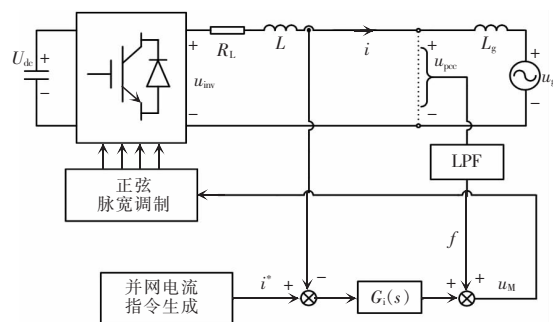 R_L
L
i
L_g
U_dc
+
−
+
−
u_inv
+
−
u_pcc
+
−
u_g
LPF
正弦
脉宽调制
f
并网电流
指令生成
i* + −
G_i(s)
+ +
u_M